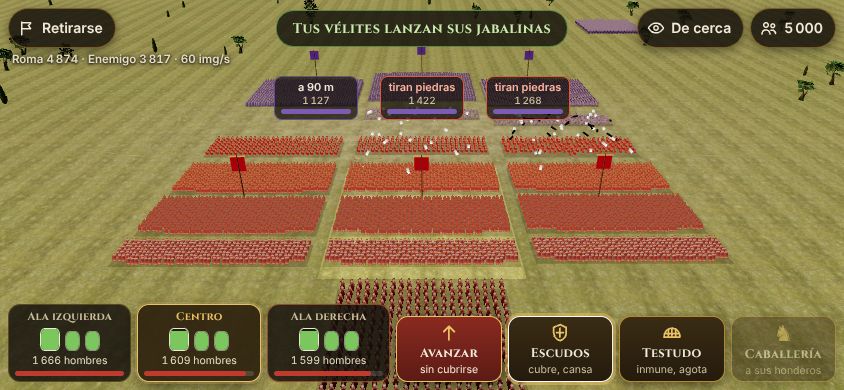 Retirarse
Tus vélites lanzan sus jabalinas
De cerca
5 000
Roma 4 874 · Enemigo 3 817 · 60 img/s
a 90 m
1 127
tiran piedras
1 422
tiran piedras
1 268
Ala izquierda
1 666 hombres
Centro
1 609 hombres
Ala derecha
1 599 hombres
Avanzar
sin cubrirse
Escudos
cubre, cansa
Testudo
inmune, agota
Caballería
a sus honderos